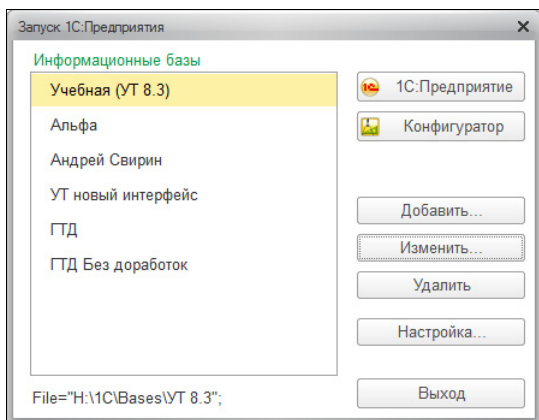 Запуск 1С:Предприятия
Информационные базы
Учебная (УТ 8.3)
Альфа
Андрей Свирин
УТ новый интерфейс
ГТД
ГТД Без доработок
1С:Предприятие
Конфигуратор
Добавить...
Изменить...
Удалить
Настройка...
File="H:\1C\Bases\УТ 8.3";
Выход